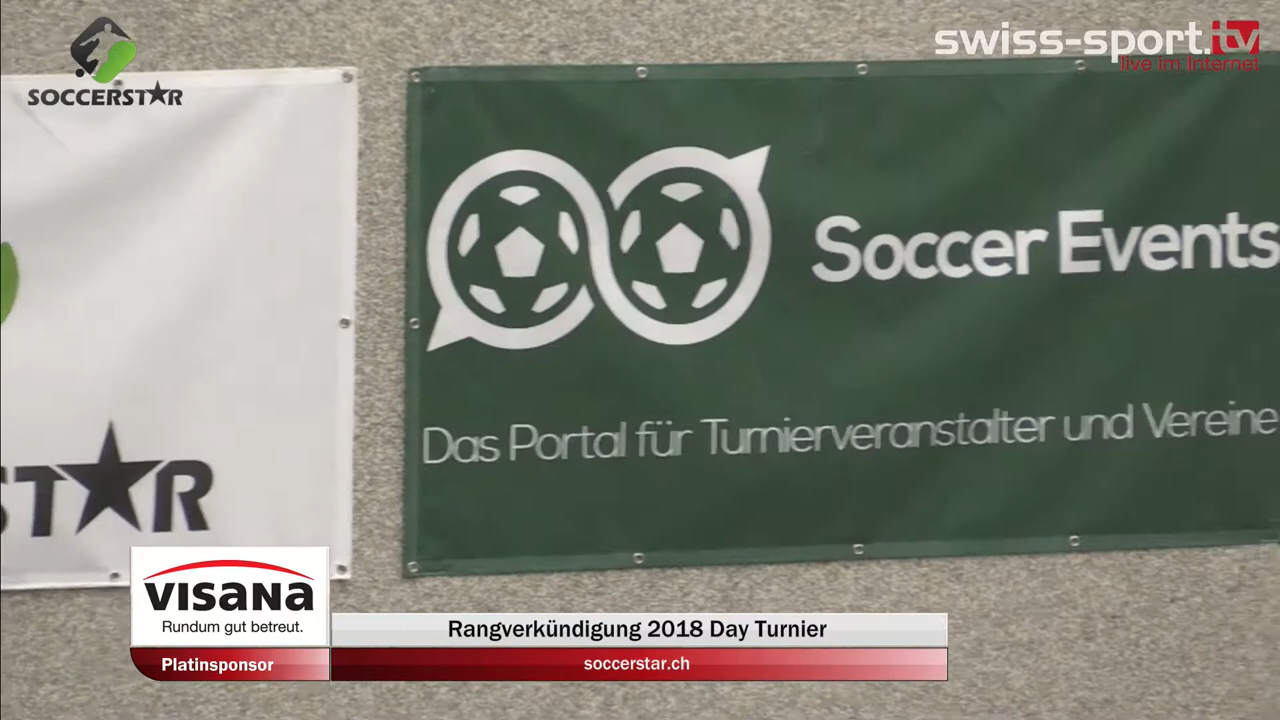 SOCCERSTAR
swiss-sport.tv
live im Internet
Soccer Events
Das Portal für Turnierveranstalter und Vereine
STAR
visana
Rundum gut betreut.
Platinsponsor
Rangverkündigung 2018 Day Turnier
soccerstar.ch